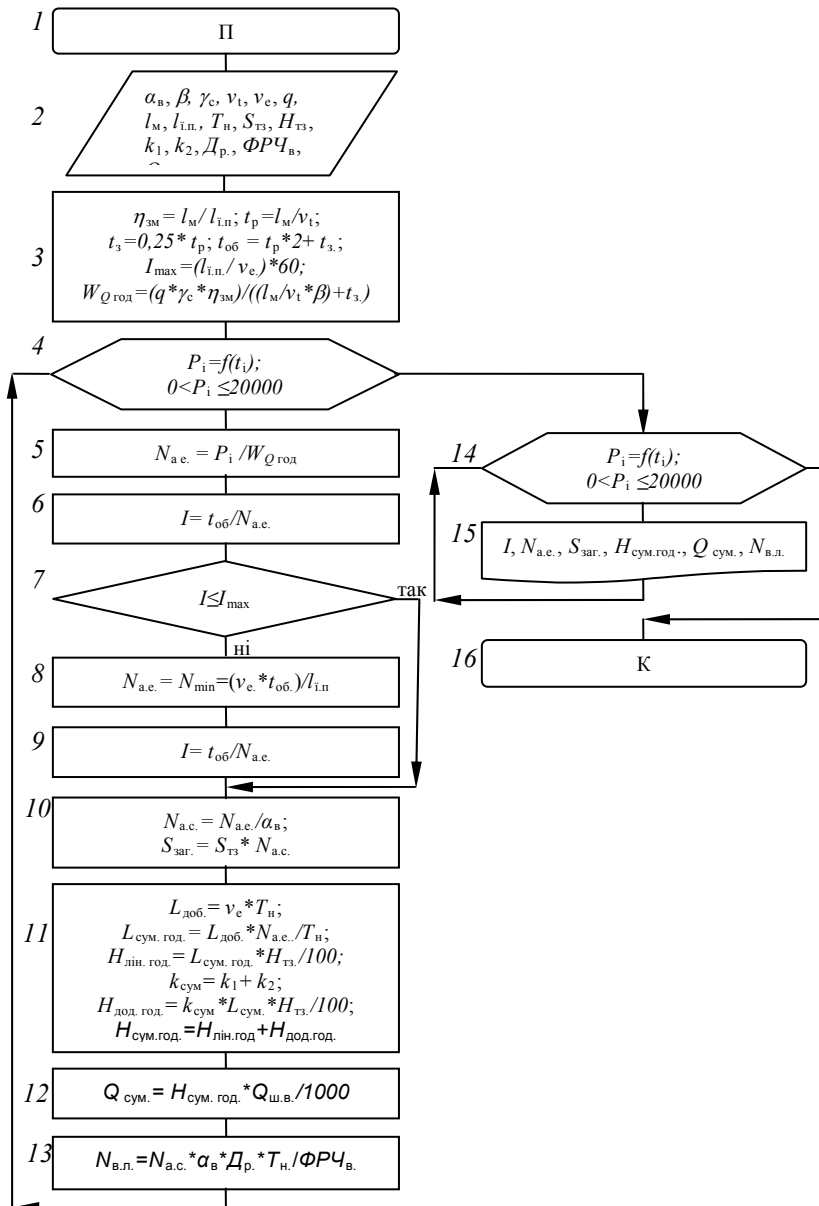 1
П
2
αв, β, γс, vt, ve, q,
lм, lї.п., Tн, Sтз, Hтз,
k1, k2, Др., ФРЧв,
3
ηзм = lм/ lї.п; tр=lм/vt;
tз=0,25* tр; tоб = tр*2+ tз.;
Imax=(lї.п./ ve.)*60;
WQ год=(q*γс*ηзм)/((lм/vt*β)+tз.)
4
Pi=f(ti);
0<Pi ≤20000
5
Nа е. = Pi /WQ год
6
I= tоб/Nа.е.
7
I≤Imax
так
ні
8
Nа.е. = Nmin=(ve.*tоб.)/lї.п
9
I= tоб/Nа.е.
10
Nа.с. = Nа.е./αв;
Sзаг. = Sтз* Nа.с.
11
Lдоб. = ve*Tн;
Lсум. год. = Lдоб.*Nа.е../Tн;
Hлін. год. = Lсум. год.*Hтз./100;
kсум = k1+ k2;
Hдод. год. = kсум *Lсум.*Hтз./100;
Hсум.год.=Hлін.год+Hдод.год.
12
Q сум. = Hсум. год.*Qш.в./1000
13
Nв.л.=Nа.с.*αв*Др.*Tн./ФРЧв.
14
Pi=f(ti);
0<Pi ≤20000
15
I, Nа.е., Sзаг., Hсум.год., Q сум., Nв.л.
16
К